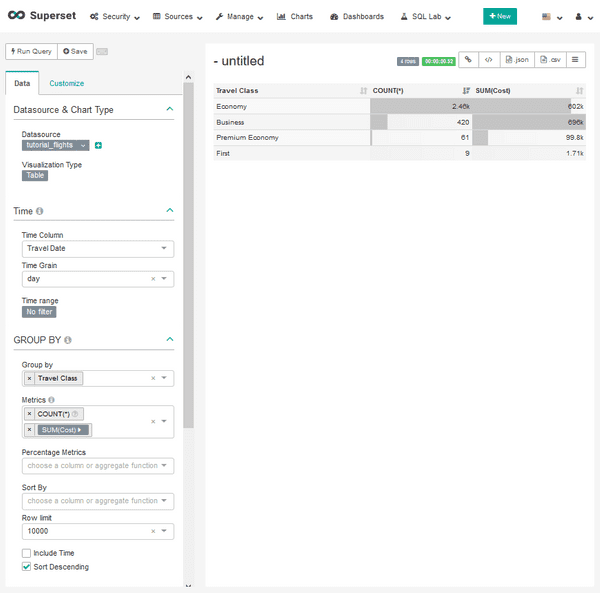 Superset Security Sources Manage Charts Dashboards SQL Lab New
Run Query Save
Data Customize
Datasource & Chart Type
Datasource
tutorial_flights
Visualization Type
Table
Time
Time Column
Travel Date
Time Grain
day
Time range
No filter
GROUP BY
Group by
× Travel Class
Metrics
× COUNT(*)
× SUM(Cost)
Percentage Metrics
choose a column or aggregate function
Sort By
choose a column or aggregate function
Row limit
10000
Include Time
Sort Descending
- untitled 4 rows 00:00:00.32 </> .json .csv
Travel Class COUNT(*) SUM(Cost)
Economy 2.46k 602k
Business 420 696k
Premium Economy 61 99.8k
First 9 1.71k